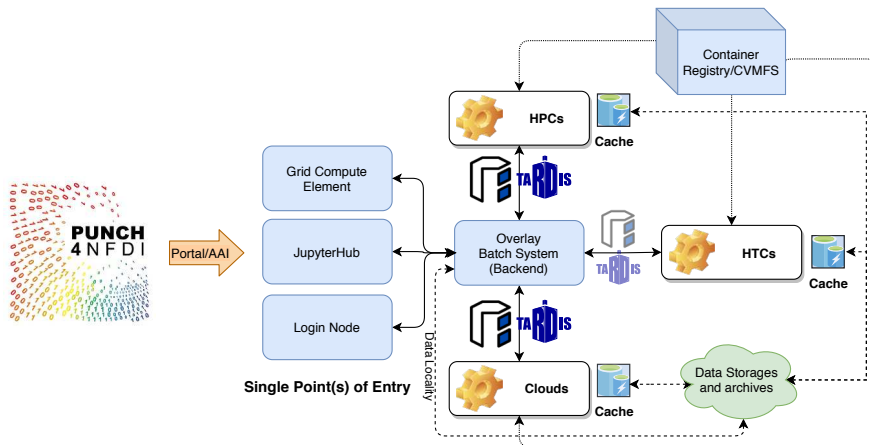 Container
Registry/CVMFS
HPCs
Cache
TARDIS
Grid Compute
Element
PUNCH
4NFDI
Portal/AAI
JupyterHub
Overlay
Batch System
(Backend)
TARDIS
HTCs
Cache
Login Node
TARDIS
Data Locality
Single Point(s) of Entry
Clouds
Cache
Data Storages
and archives